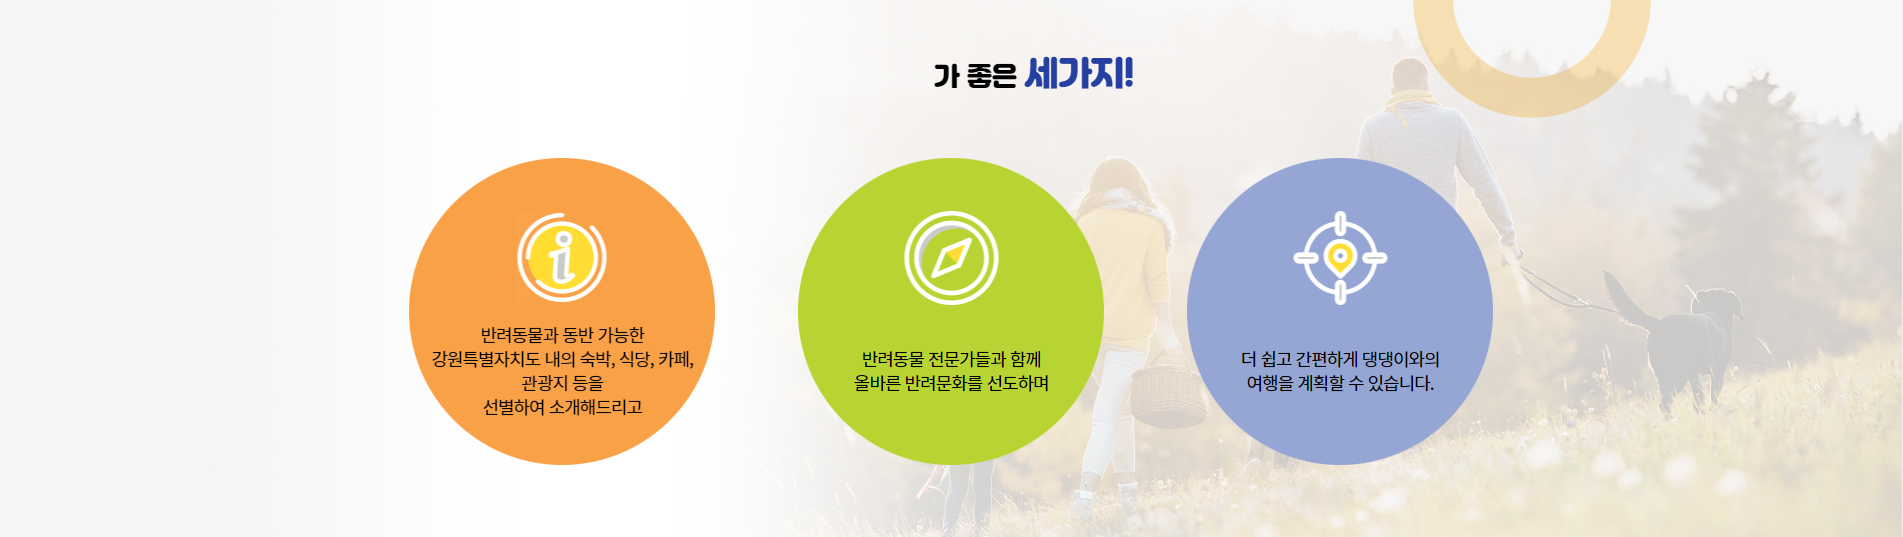 가 좋은 세가지!
반려동물과 동반 가능한
강원특별자치도 내의 숙박, 식당, 카페,
관광지 등을
선별하여 소개해드리고
반려동물 전문가들과 함께
올바른 반려문화를 선도하며
더 쉽고 간편하게 댕댕이와의
여행을 계획할 수 있습니다.